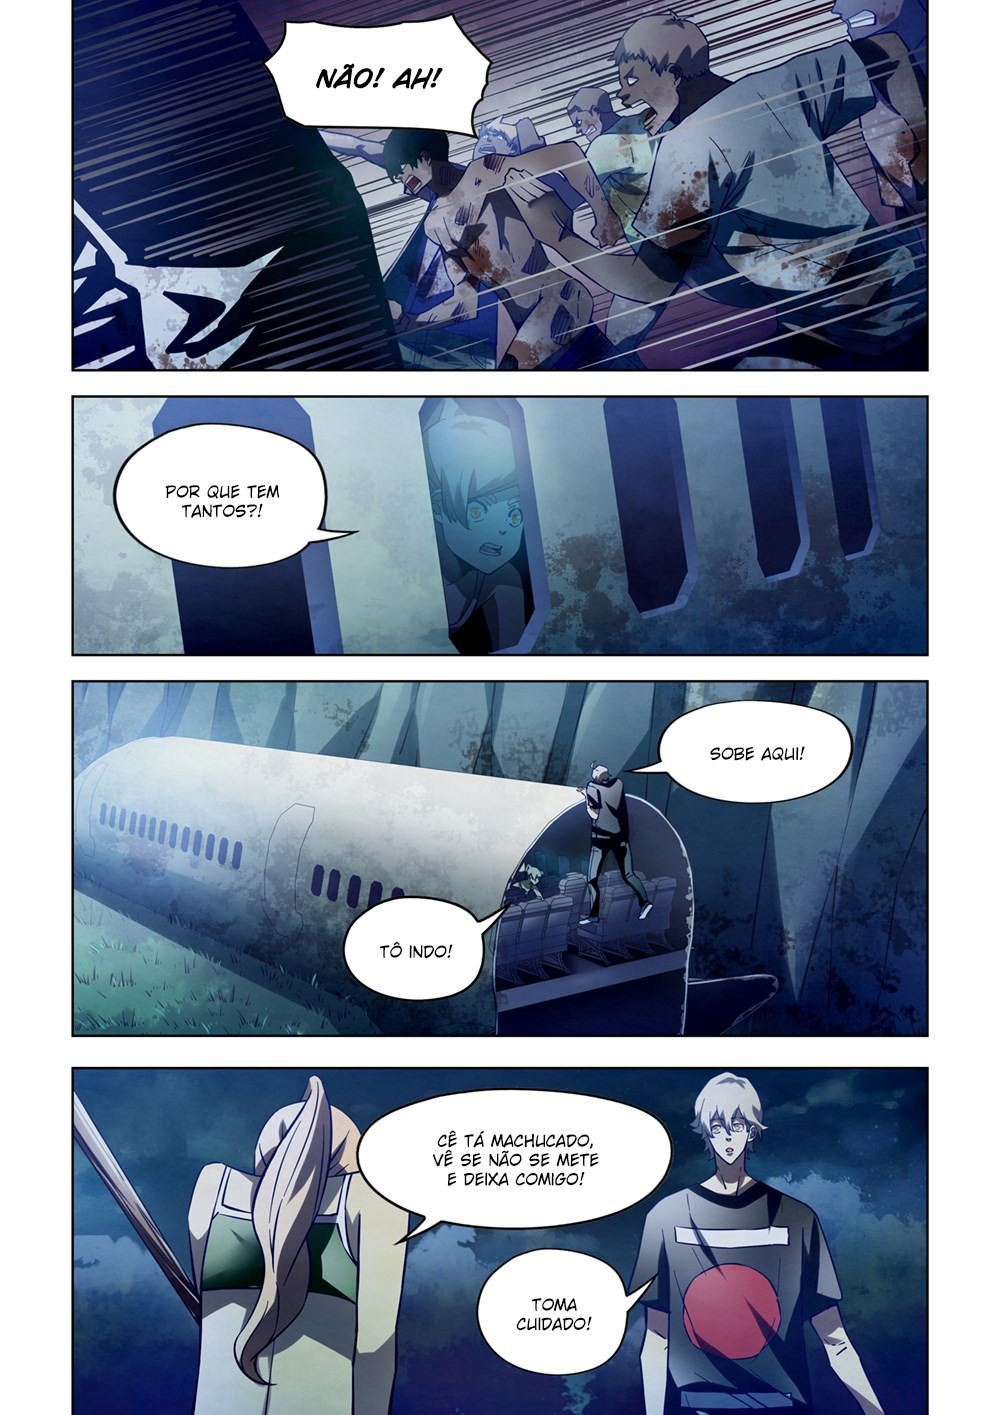 NÃO! AH!
POR QUE TEM
TANTOS?!
SOBE AQUI!
TÔ INDO!
CÊ TÁ MACHUCADO,
VÊ SE NÃO SE METE
E DEIXA COMIGO!
TOMA
CUIDADO!